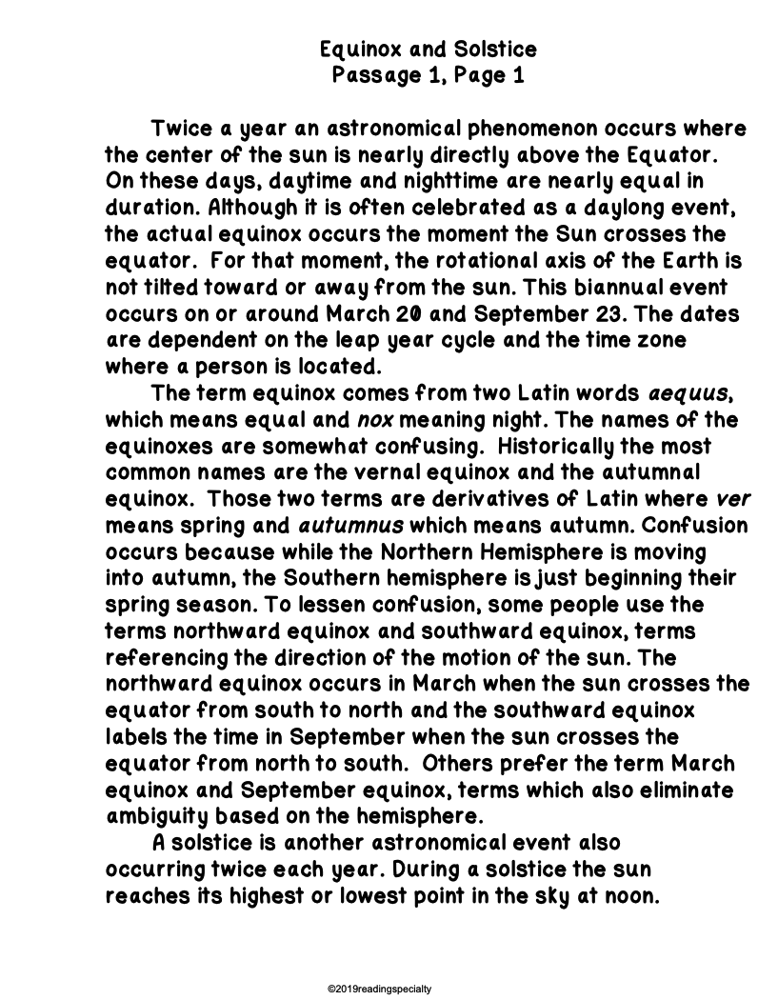 Equinox and Solstice
Passage 1, Page 1
Twice a year an astronomical phenomenon occurs where
the center of the sun is nearly directly above the Equator.
On these days, daytime and nighttime are nearly equal in
duration. Although it is often celebrated as a daylong event,
the actual equinox occurs the moment the Sun crosses the
equator.  For that moment, the rotational axis of the Earth is
not tilted toward or away from the sun. This biannual event
occurs on or around March 20 and September 23. The dates
are dependent on the leap year cycle and the time zone
where a person is located.
The term equinox comes from two Latin words aequus,
which means equal and nox meaning night. The names of the
equinoxes are somewhat confusing.  Historically the most
common names are the vernal equinox and the autumnal
equinox.  Those two terms are derivatives of Latin where ver
means spring and autumnus which means autumn. Confusion
occurs because while the Northern Hemisphere is moving
into autumn, the Southern hemisphere is just beginning their
spring season. To lessen confusion, some people use the
terms northward equinox and southward equinox, terms
referencing the direction of the motion of the sun. The
northward equinox occurs in March when the sun crosses the
equator from south to north and the southward equinox
labels the time in September when the sun crosses the
equator from north to south.  Others prefer the term March
equinox and September equinox, terms which also eliminate
ambiguity based on the hemisphere.
A solstice is another astronomical event also
occurring twice each year. During a solstice the sun
reaches its highest or lowest point in the sky at noon.
©2019readingspecialty